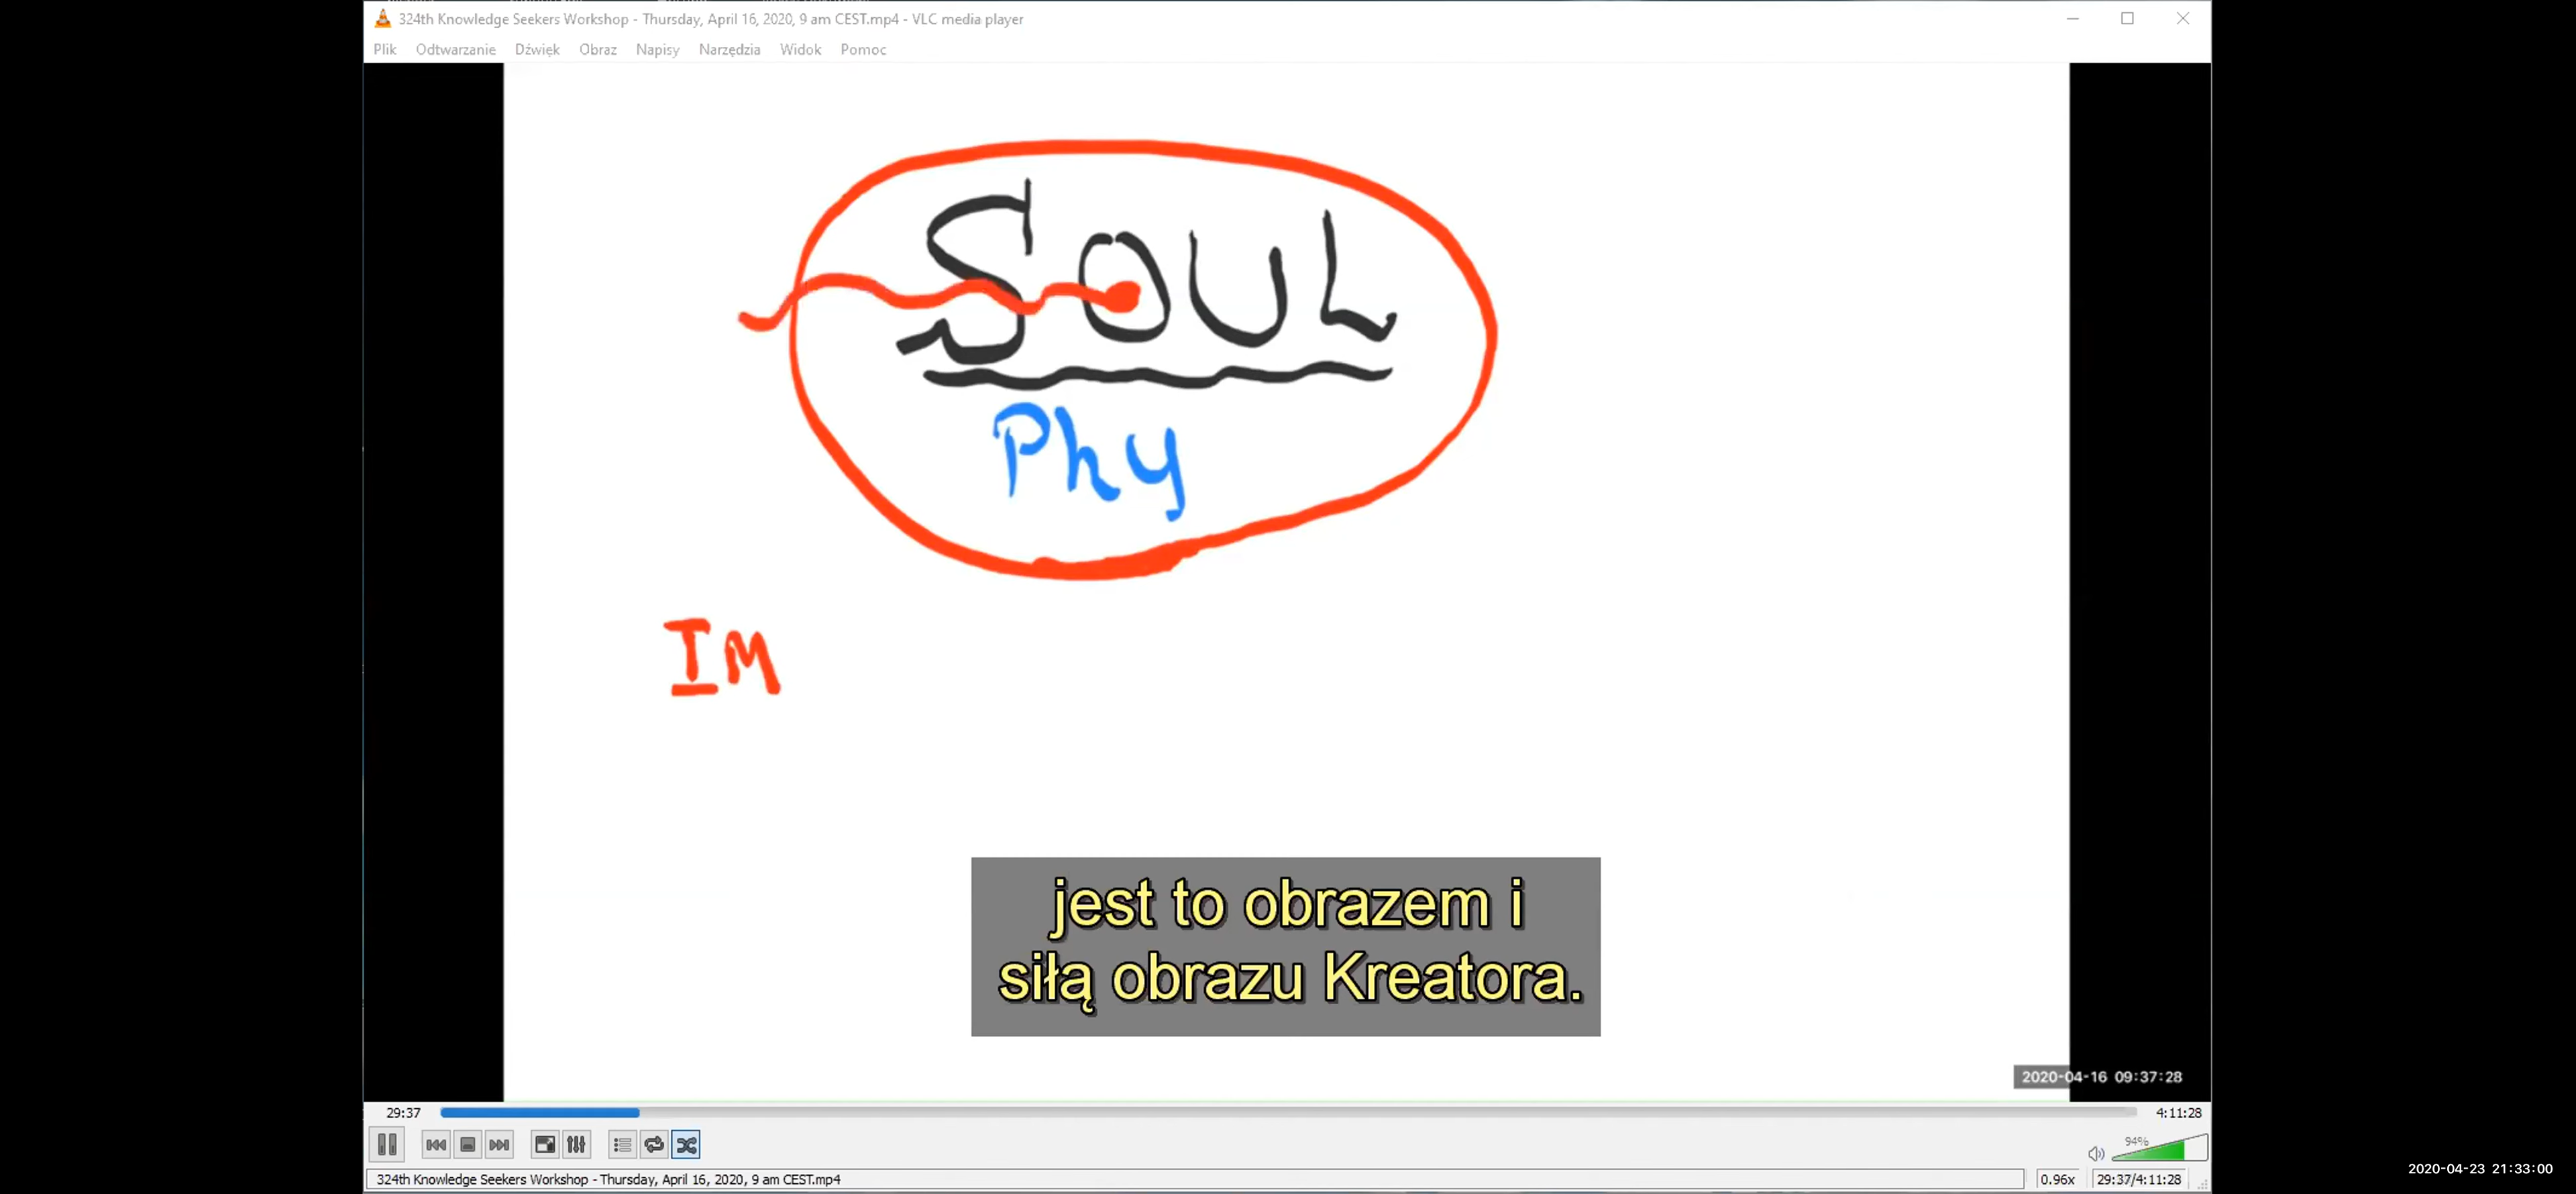 324th Knowledge Seekers Workshop - Thursday, April 16, 2020, 9 am CEST.mp4 - VLC media player
Plik Odtwarzanie Dźwięk Obraz Napisy Narzędzia Widok Pomoc
SOUL
Phy
IM
jest to obrazem i
siłą obrazu Kreatora.
2020-04-16 09:37:28
29:37 4:11:28
94%
324th Knowledge Seekers Workshop - Thursday, April 16, 2020, 9 am CEST.mp4 0.96x 29:37/4:11:28
2020-04-23 21:33:00